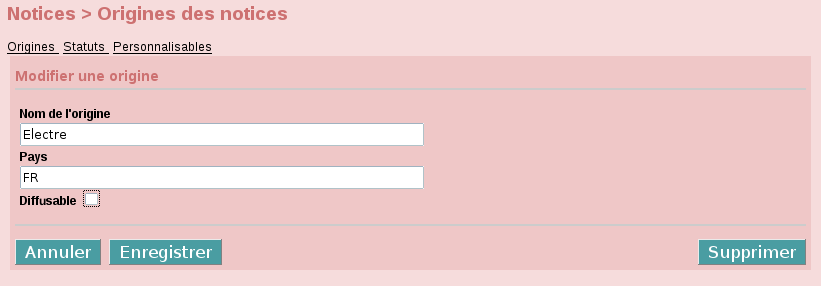 Notices > Origines des notices
Origines Statuts Personnalisables
Modifier une origine
Nom de l'origine
Electre
Pays
FR
Diffusable
Annuler Enregistrer Supprimer